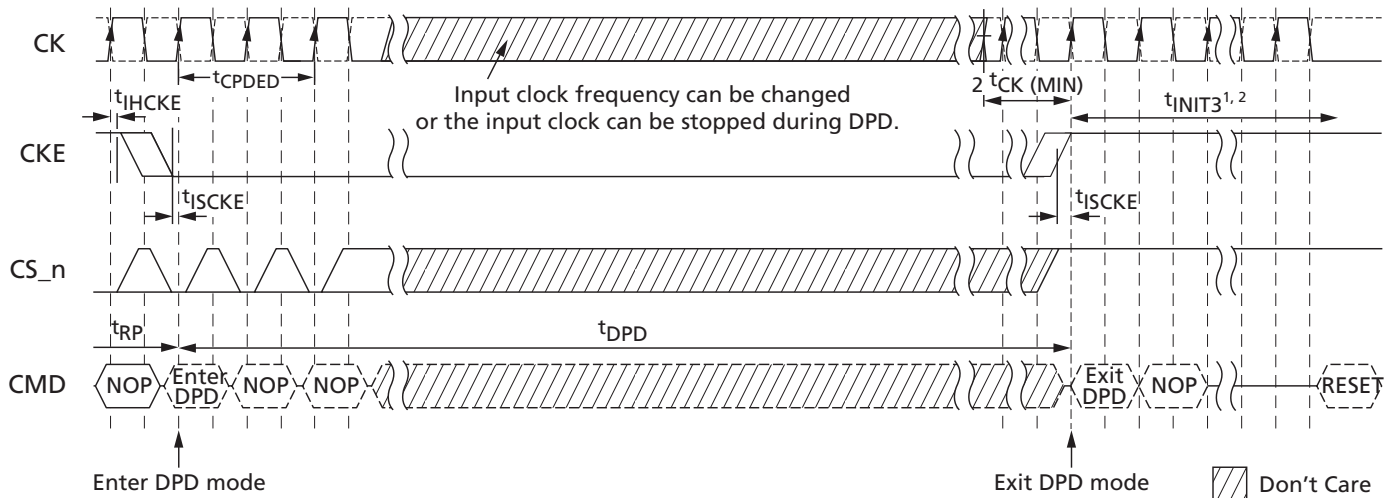 CK
tCPDED
2 tCK (MIN)
tIHCKE
Input clock frequency can be changed
or the input clock can be stopped during DPD.
tINIT3 1, 2
CKE
tISCKE
tISCKE
CS_n
tRP
tDPD
CMD
NOP
Enter
DPD
NOP
NOP
Exit
DPD
NOP
RESET
Enter DPD mode
Exit DPD mode
Don't Care